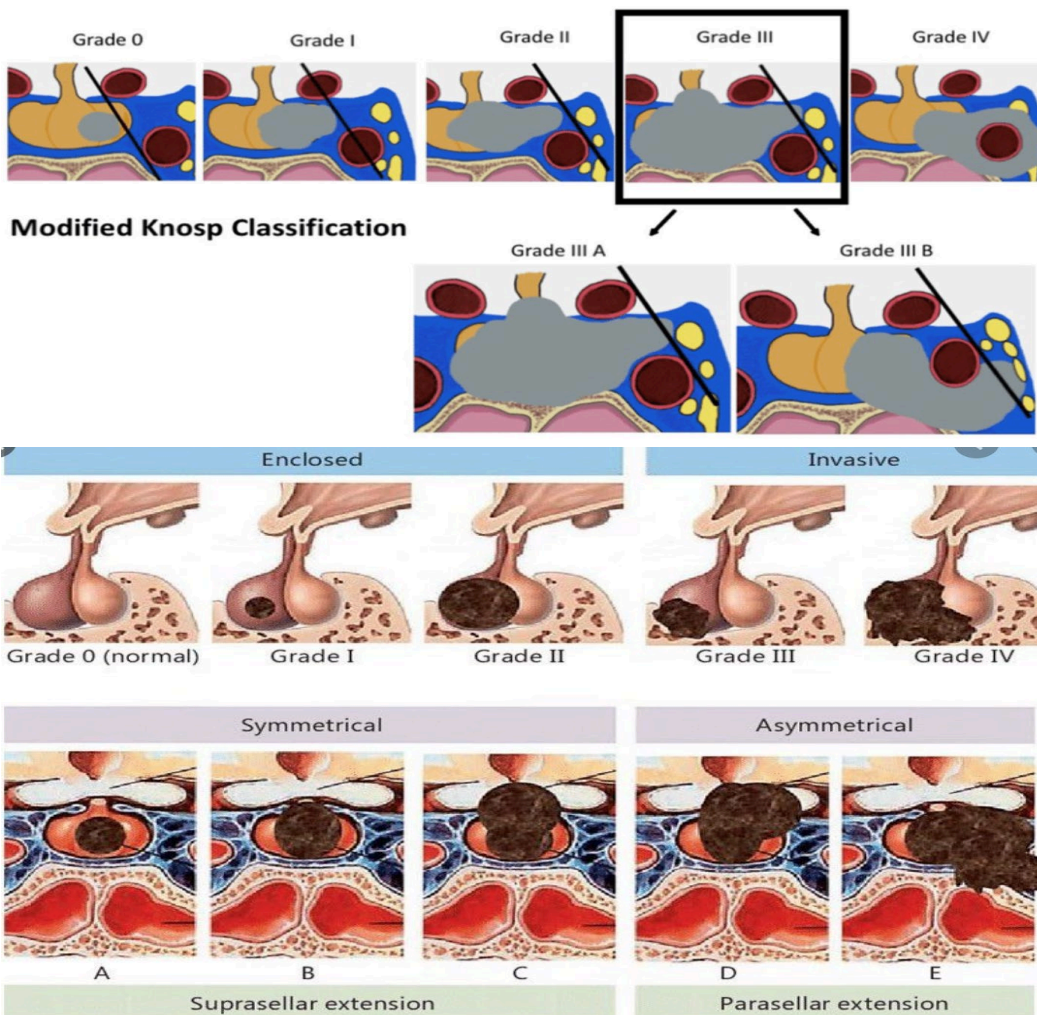 Grade 0
Grade I
Grade II
Grade III
Grade IV
Modified Knosp Classification
Grade III A
Grade III B
Enclosed
Invasive
Grade 0 (normal)
Grade I
Grade II
Grade III
Grade IV
Symmetrical
Asymmetrical
A
B
C
D
E
Suprasellar extension
Parasellar extension